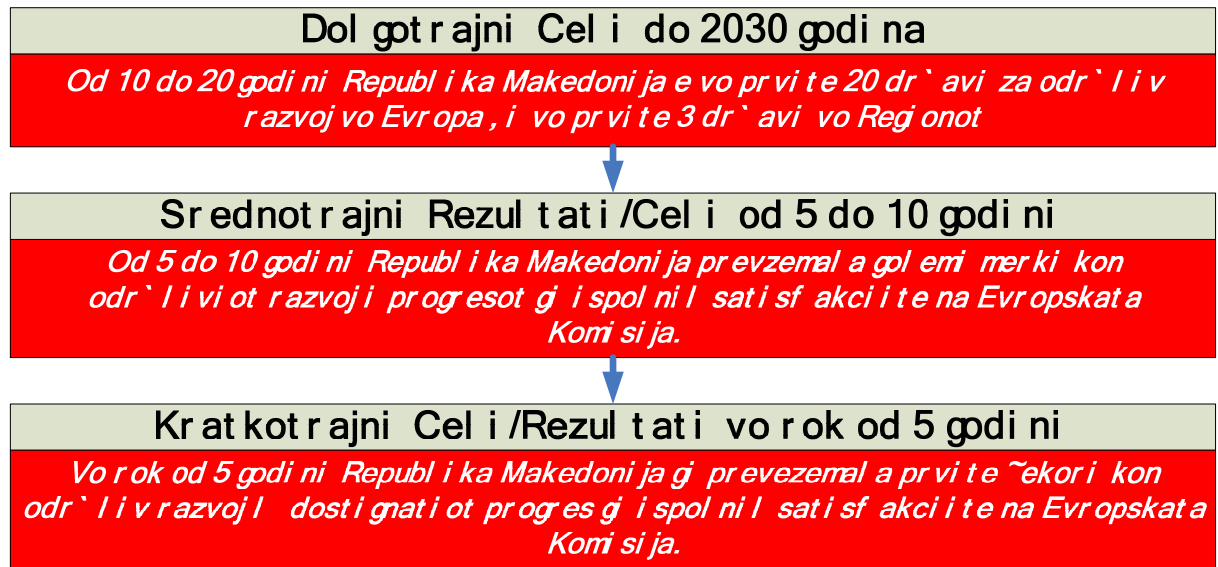 Dolgotrajni Celi do 2030 godina
Od 10 do 20 godini Republika Makedonija e vo prvite 20 dr`avi za odr`liv
razvoj vo Evropa, i vo prvite 3 dr`avi vo Regionot
Srednotrajni Rezultati/Celi od 5 do 10 godini
Od 5 do 10 godini Republika Makedonija prevzemala golemi merki kon
odr`liviot razvoj i progresot gi ispolnil satisfakciite na Evropskata
Komisija.
Kratkotrajni Celi/Rezultati vo rok od 5 godini
Vo rok od 5 godini Republika Makedonija gi prevezemala prvite ~ekori kon
odr`liv razvoj I dostignatiot progres gi ispolnil satisfakciite na Evropskata
Komisija.